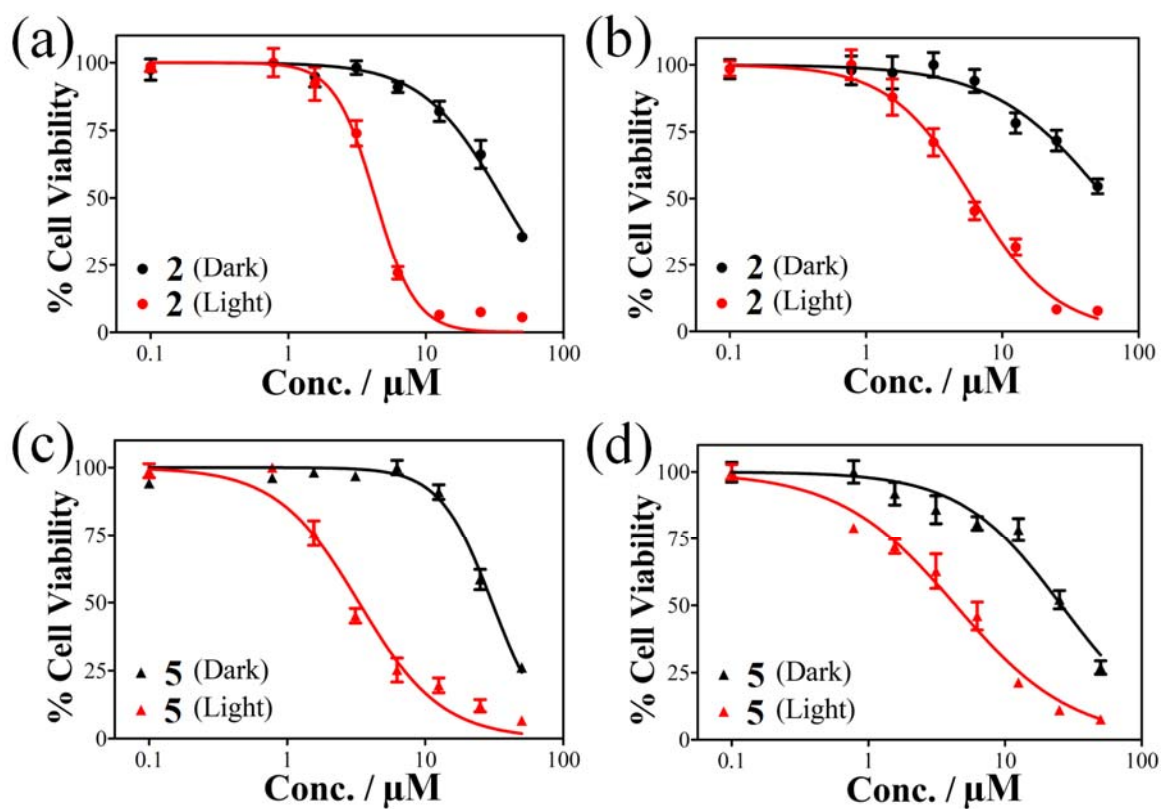 (a)
% Cell Viability
100
75
50
25
0
2 (Dark)
2 (Light)
0.1 1 10 100
Conc. / μM
(b)
% Cell Viability
100
75
50
25
0
2 (Dark)
2 (Light)
0.1 1 10 100
Conc. / μM
(c)
% Cell Viability
100
75
50
25
0
5 (Dark)
5 (Light)
0.1 1 10 100
Conc. / μM
(d)
% Cell Viability
100
75
50
25
0
5 (Dark)
5 (Light)
0.1 1 10 100
Conc. / μM